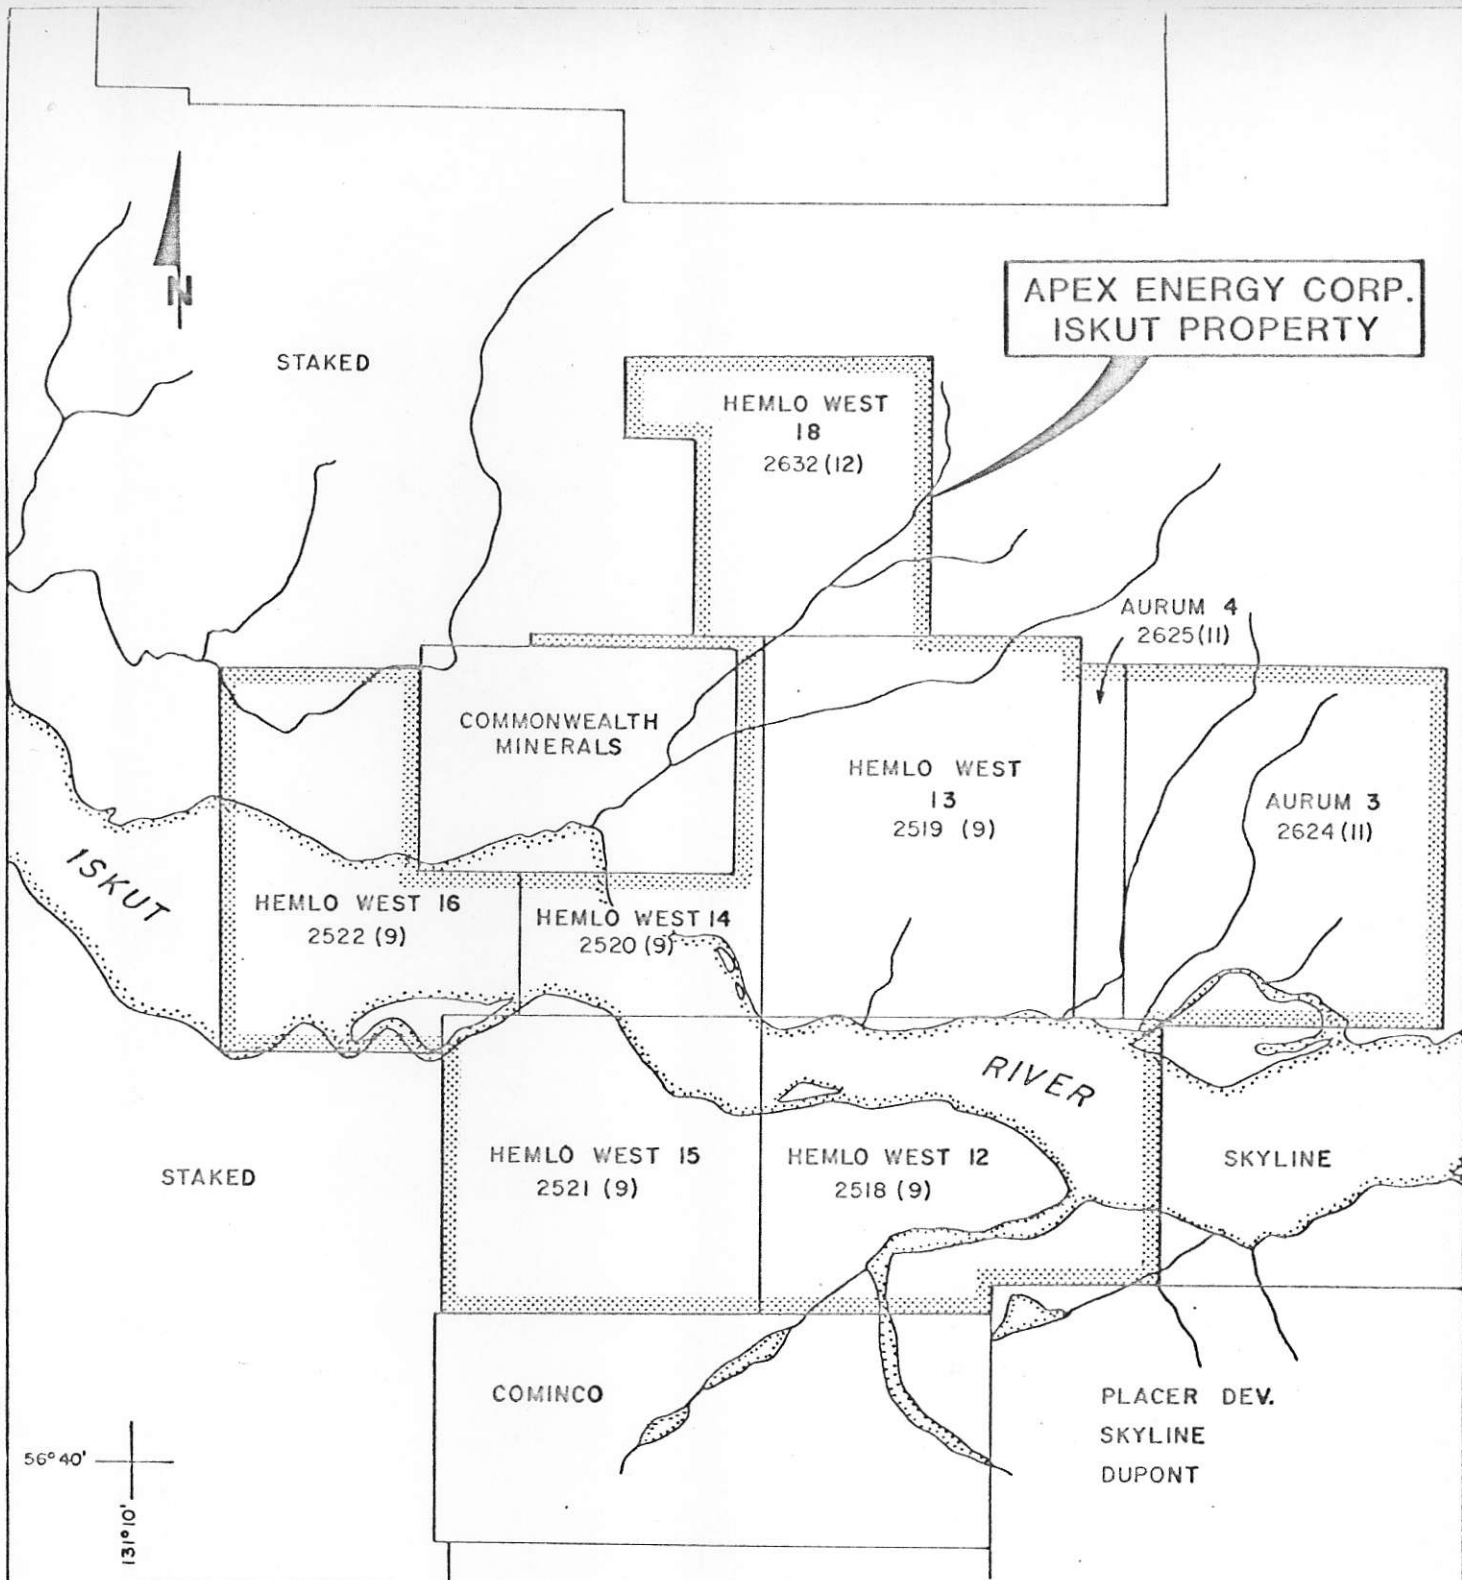 N
APEX ENERGY CORP.
ISKUT PROPERTY
STAKED
HEMLO WEST
18
2632 (12)
AURUM 4
2625 (11)
COMMONWEALTH
MINERALS
HEMLO WEST
13
2519 (9)
AURUM 3
2624 (11)
ISKUT
HEMLO WEST 16
2522 (9)
HEMLO WEST 14
2520 (9)
RIVER
HEMLO WEST 15
2521 (9)
HEMLO WEST 12
2518 (9)
SKYLINE
STAKED
COMINCO
PLACER DEV.
SKYLINE
DUPONT
56°40'
131°10'